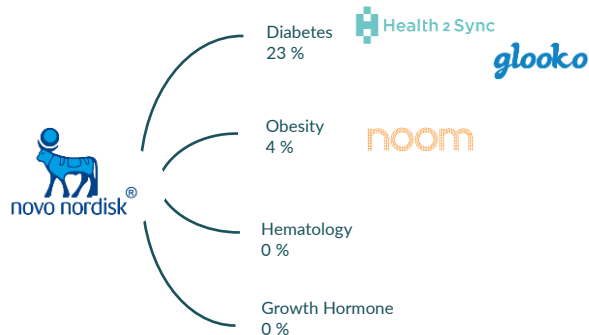 Diabetes
23 %
Health 2 Sync
glooko
Obesity
4 %
noom
novo nordisk®
Hematology
0 %
Growth Hormone
0 %